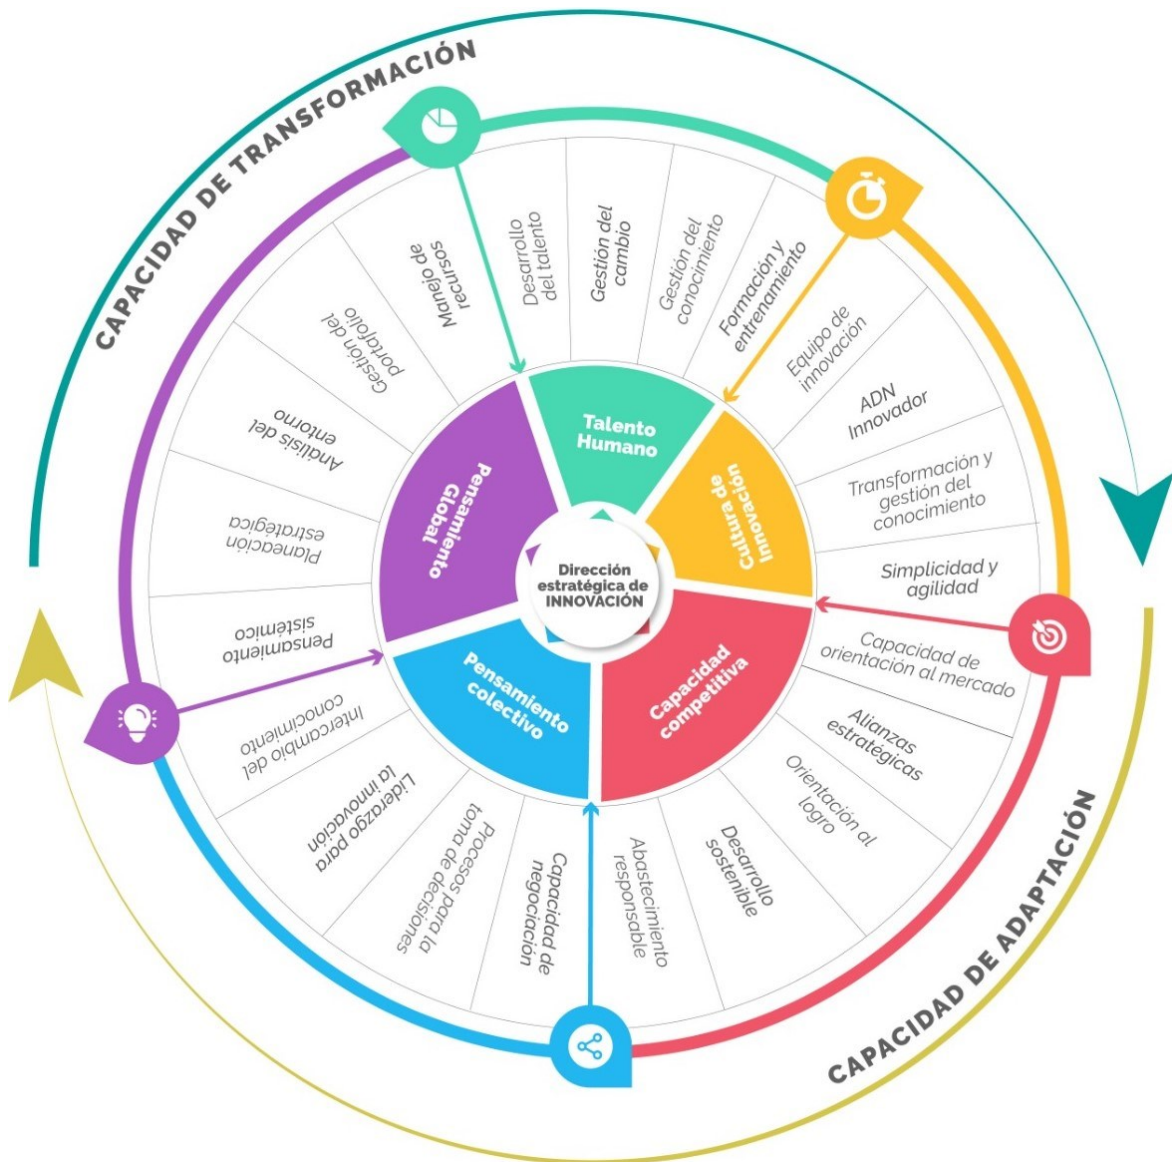 CAPACIDAD DE TRANSFORMACIÓN
CAPACIDAD DE ADAPTACIÓN
Dirección
estratégica de
INNOVACIÓN
Talento
Humano
Desarrollo
del talento
Gestión del
cambio
Gestión del
conocimiento
Formación y
entrenamiento
Cultura de
Innovación
Equipo de
innovación
ADN
Innovador
Transformación y
gestión del
conocimiento
Simplicidad y
agilidad
Capacidad
competitiva
Capacidad de
orientación al mercado
Alianzas
estratégicas
Orientación al
logro
Desarrollo
sostenible
Abastecimiento
responsable
Pensamiento
colectivo
Capacidad de
negociación
Procesos para la
toma de decisiones
Liderazgo para
la innovación
Intercambio del
conocimiento
Pensamiento
Global
Pensamiento
sistémico
Planeación
estratégica
Análisis del
entorno
Gestión del
portafolio
Manejo de
recursos